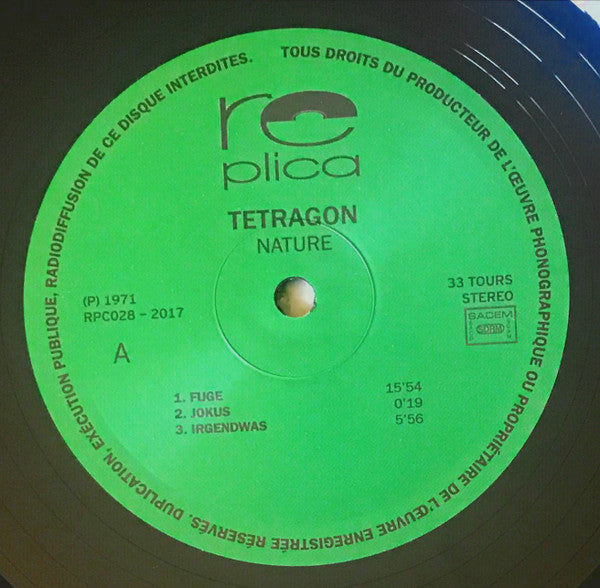 TOUS DROITS DU PRODUCTEUR DE L'ŒUVRE PHONOGRAPHIQUE OU PROPRIÉTAIRE DE L'ŒUVRE ENREGISTRÉE RÉSERVÉS. DUPLICATION, EXÉCUTION PUBLIQUE, RADIODIFFUSION DE CE DISQUE INTERDITES.
re
plica
TETRAGON
NATURE
(P) 1971
RPC028 – 2017
33 TOURS
STEREO
A
SACEM
SDRM
1. FUGE 15'54
2. JOKUS 0'19
3. IRGENDWAS 5'56